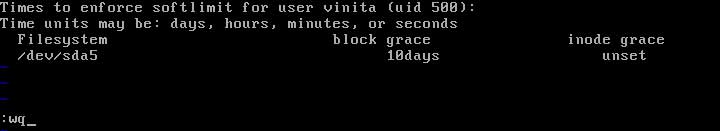 Times to enforce softlimit for user vinita (uid 500):
Time units may be: days, hours, minutes, or seconds
Filesystem block grace inode grace
/dev/sda5 10days unset
~
~
~
:wq_